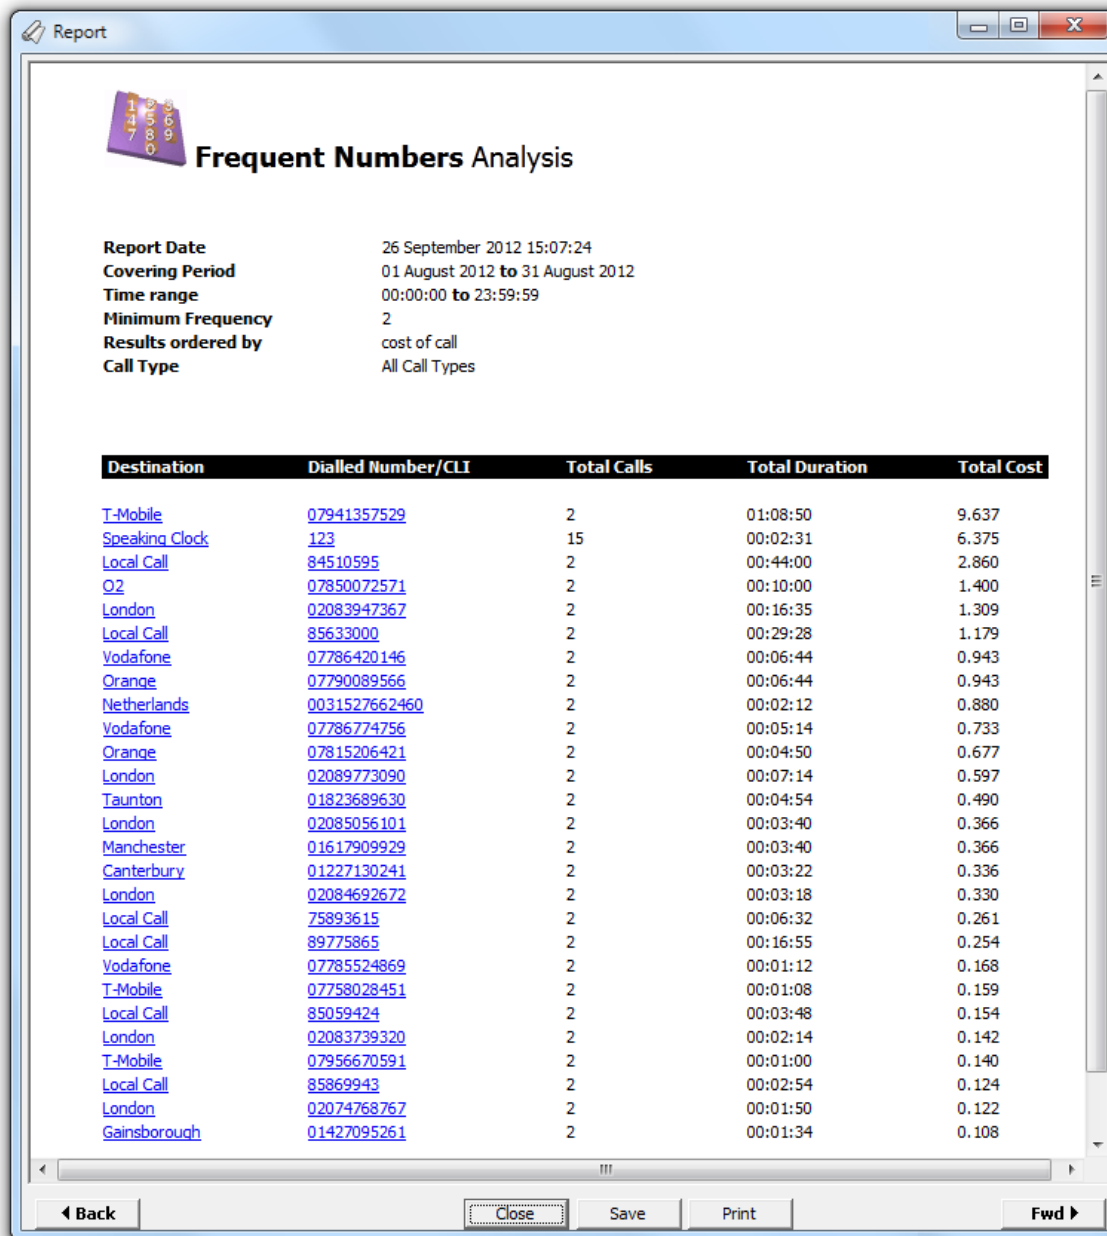 Report
1 2 3
4 5 6
7 8 9
0
Frequent Numbers Analysis
Report Date 26 September 2012 15:07:24
Covering Period 01 August 2012 to 31 August 2012
Time range 00:00:00 to 23:59:59
Minimum Frequency 2
Results ordered by cost of call
Call Type All Call Types
Destination Dialled Number/CLI Total Calls Total Duration Total Cost
T-Mobile 07941357529 2 01:08:50 9.637
Speaking Clock 123 15 00:02:31 6.375
Local Call 84510595 2 00:44:00 2.860
O2 07850072571 2 00:10:00 1.400
London 02083947367 2 00:16:35 1.309
Local Call 85633000 2 00:29:28 1.179
Vodafone 07786420146 2 00:06:44 0.943
Orange 07790089566 2 00:06:44 0.943
Netherlands 0031527662460 2 00:02:12 0.880
Vodafone 07786774756 2 00:05:14 0.733
Orange 07815206421 2 00:04:50 0.677
London 02089773090 2 00:07:14 0.597
Taunton 01823689630 2 00:04:54 0.490
London 02085056101 2 00:03:40 0.366
Manchester 01617909929 2 00:03:40 0.366
Canterbury 01227130241 2 00:03:22 0.336
London 02084692672 2 00:03:18 0.330
Local Call 75893615 2 00:06:32 0.261
Local Call 89775865 2 00:16:55 0.254
Vodafone 07785524869 2 00:01:12 0.168
T-Mobile 07758028451 2 00:01:08 0.159
Local Call 85059424 2 00:03:48 0.154
London 02083739320 2 00:02:14 0.142
T-Mobile 07956670591 2 00:01:00 0.140
Local Call 85869943 2 00:02:54 0.124
London 02074768767 2 00:01:50 0.122
Gainsborough 01427095261 2 00:01:34 0.108
Back Close Save Print Fwd